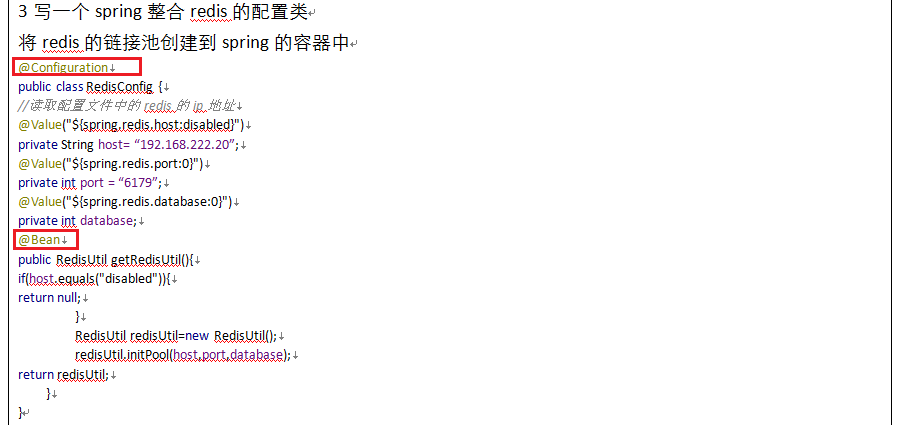 3 写一个 spring 整合 redis 的配置类
将 redis 的链接池创建到 spring 的容器中
@Configuration
public class RedisConfig {
//读取配置文件中的 redis 的 ip 地址
@Value("${spring.redis.host:disabled}")
private String host= “192.168.222.20”;
@Value("${spring.redis.port:0}")
private int port = “6179”;
@Value("${spring.redis.database:0}")
private int database;
@Bean
public RedisUtil getRedisUtil(){
if(host.equals("disabled")){
return null;
}
RedisUtil redisUtil=new RedisUtil();
redisUtil.initPool(host,port,database);
return redisUtil;
}
}